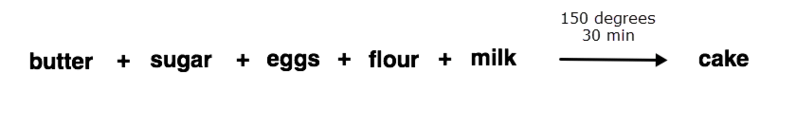 150 degrees
30 min
butter + sugar + eggs + flour + milk → cake